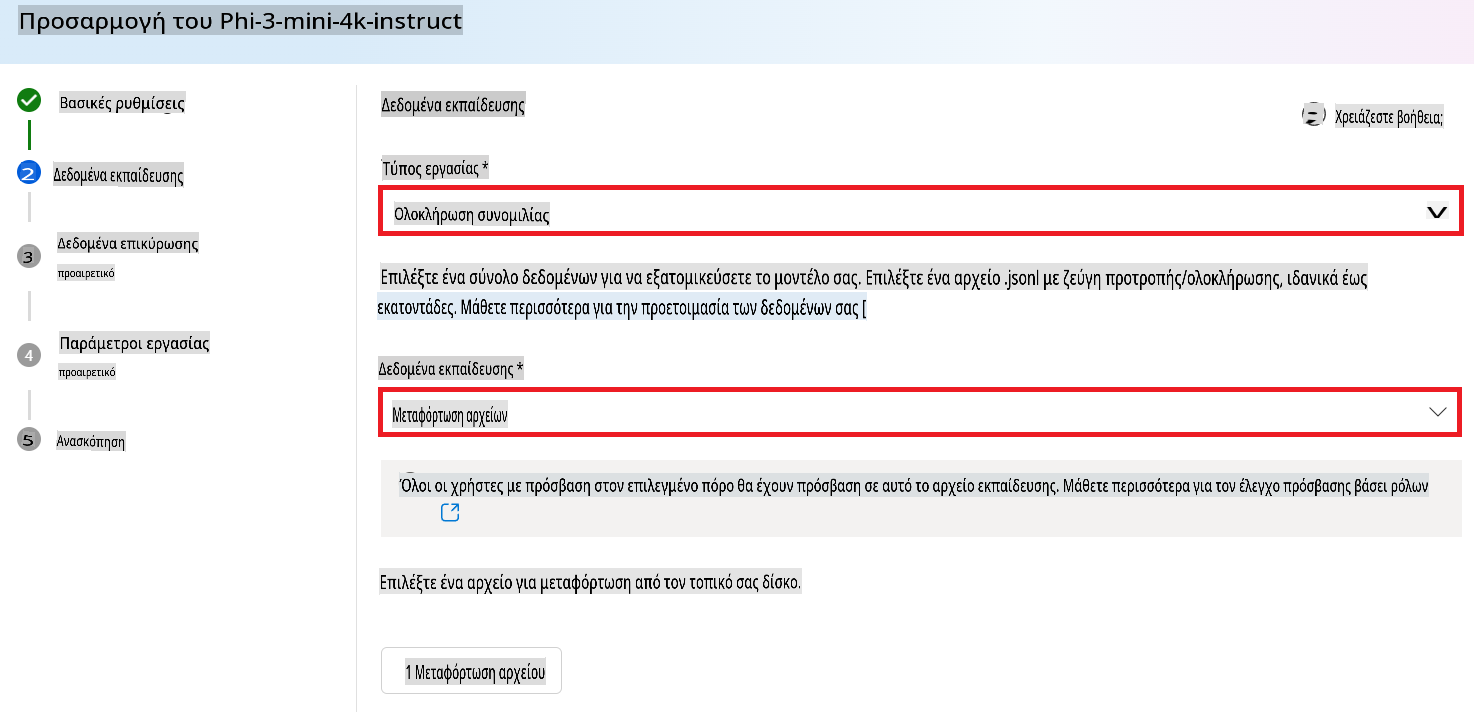 Προσαρμογή του Phi-3-mini-4k-instruct
Βασικές ρυθμίσεις
2 Δεδομένα εκπαίδευσης
3 Δεδομένα επικύρωσης
προαιρετικό
4 Παράμετροι εργασίας
προαιρετικό
5 Ανασκόπηση
Δεδομένα εκπαίδευσης
Χρειάζεστε βοήθεια;
Τύπος εργασίας *
Ολοκλήρωση συνομιλίας
Επιλέξτε ένα σύνολο δεδομένων για να εξατομικεύσετε το μοντέλο σας. Επιλέξτε ένα αρχείο .jsonl με ζεύγη προτροπής/ολοκλήρωσης, ιδανικά έως
εκατοντάδες. Μάθετε περισσότερα για την προετοιμασία των δεδομένων σας [
Δεδομένα εκπαίδευσης *
Μεταφόρτωση αρχείων
Όλοι οι χρήστες με πρόσβαση στον επιλεγμένο πόρο θα έχουν πρόσβαση σε αυτό το αρχείο εκπαίδευσης. Μάθετε περισσότερα για τον έλεγχο πρόσβασης βάσει ρόλων
Επιλέξτε ένα αρχείο για μεταφόρτωση από τον τοπικό σας δίσκο.
1 Μεταφόρτωση αρχείου